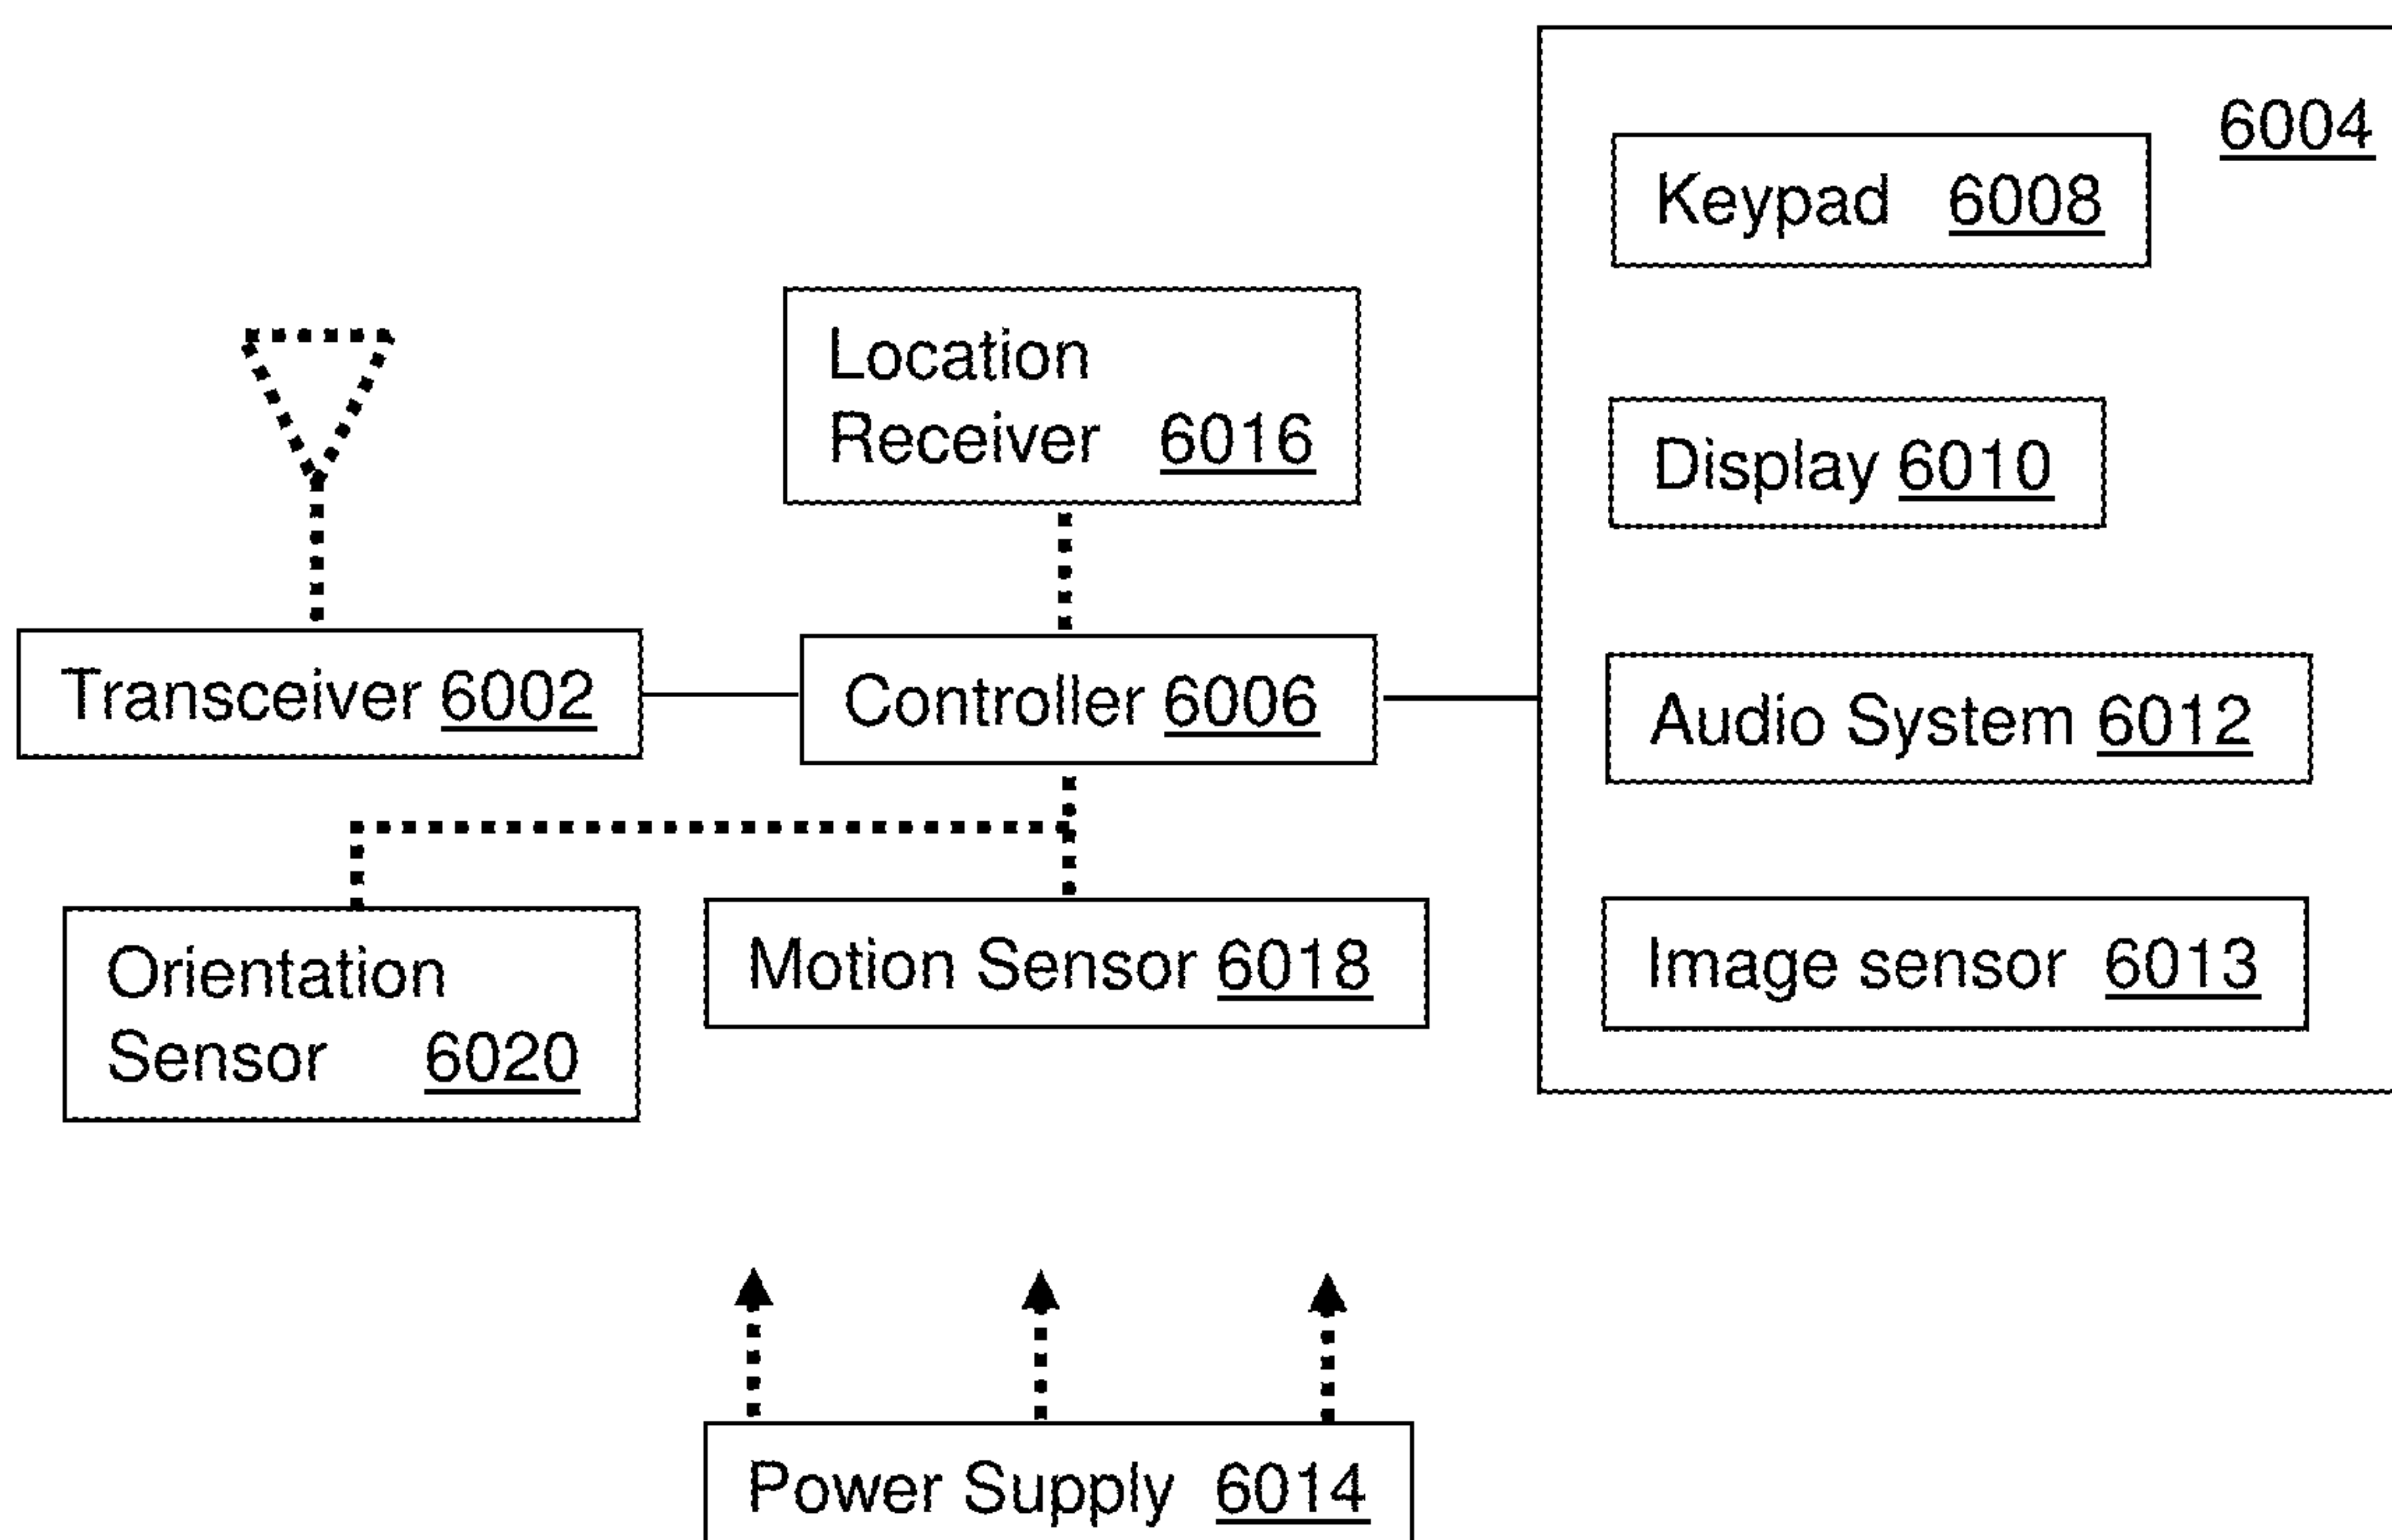 6004
Keypad 6008
Location
Receiver 6016
Display 6010
Transceiver 6002
Controller 6006
Audio System 6012
Orientation
Sensor 6020
Motion Sensor 6018
Image sensor 6013
Power Supply 6014